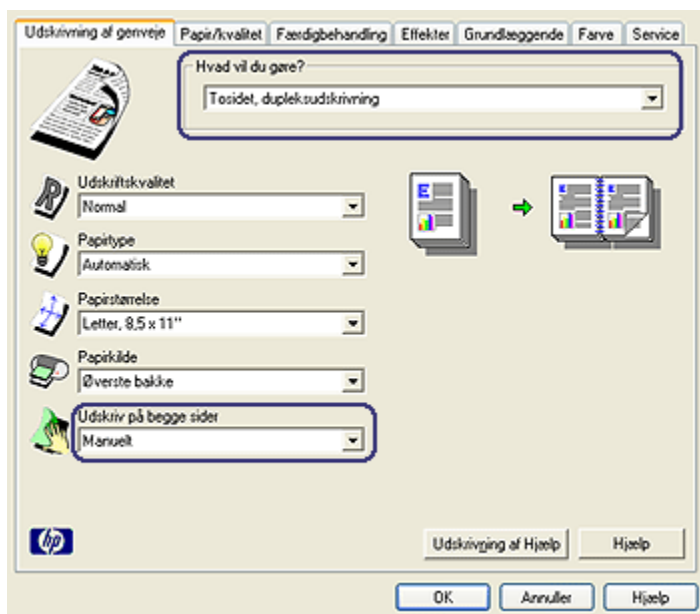 Udskrivning af genveje Papir/kvalitet Færdigbehandling Effekter Grundlæggende Farve Service
Hvad vil du gøre?
Tosidet, dupleksudskrivning
Udskriftskvalitet
Normal
Papitype
Automatisk
Papirstørrelse
Letter, 8,5 x 11"
Papirkilde
Øverste bakke
Udskriv på begge sider
Manuelt
hp
Udskrivning af Hjælp Hjælp
OK Annuller Hjælp